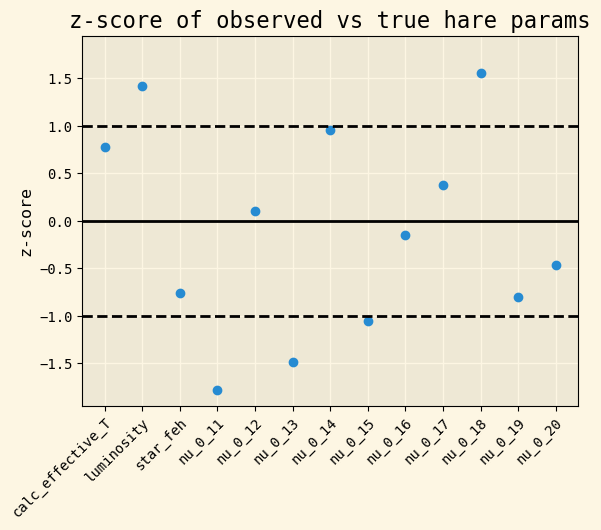 z-score of observed vs true hare params
z-score
1.5
1.0
0.5
0.0
−0.5
−1.0
−1.5
calc_effective_T
luminosity
star_feh
nu_0_11
nu_0_12
nu_0_13
nu_0_14
nu_0_15
nu_0_16
nu_0_17
nu_0_18
nu_0_19
nu_0_20